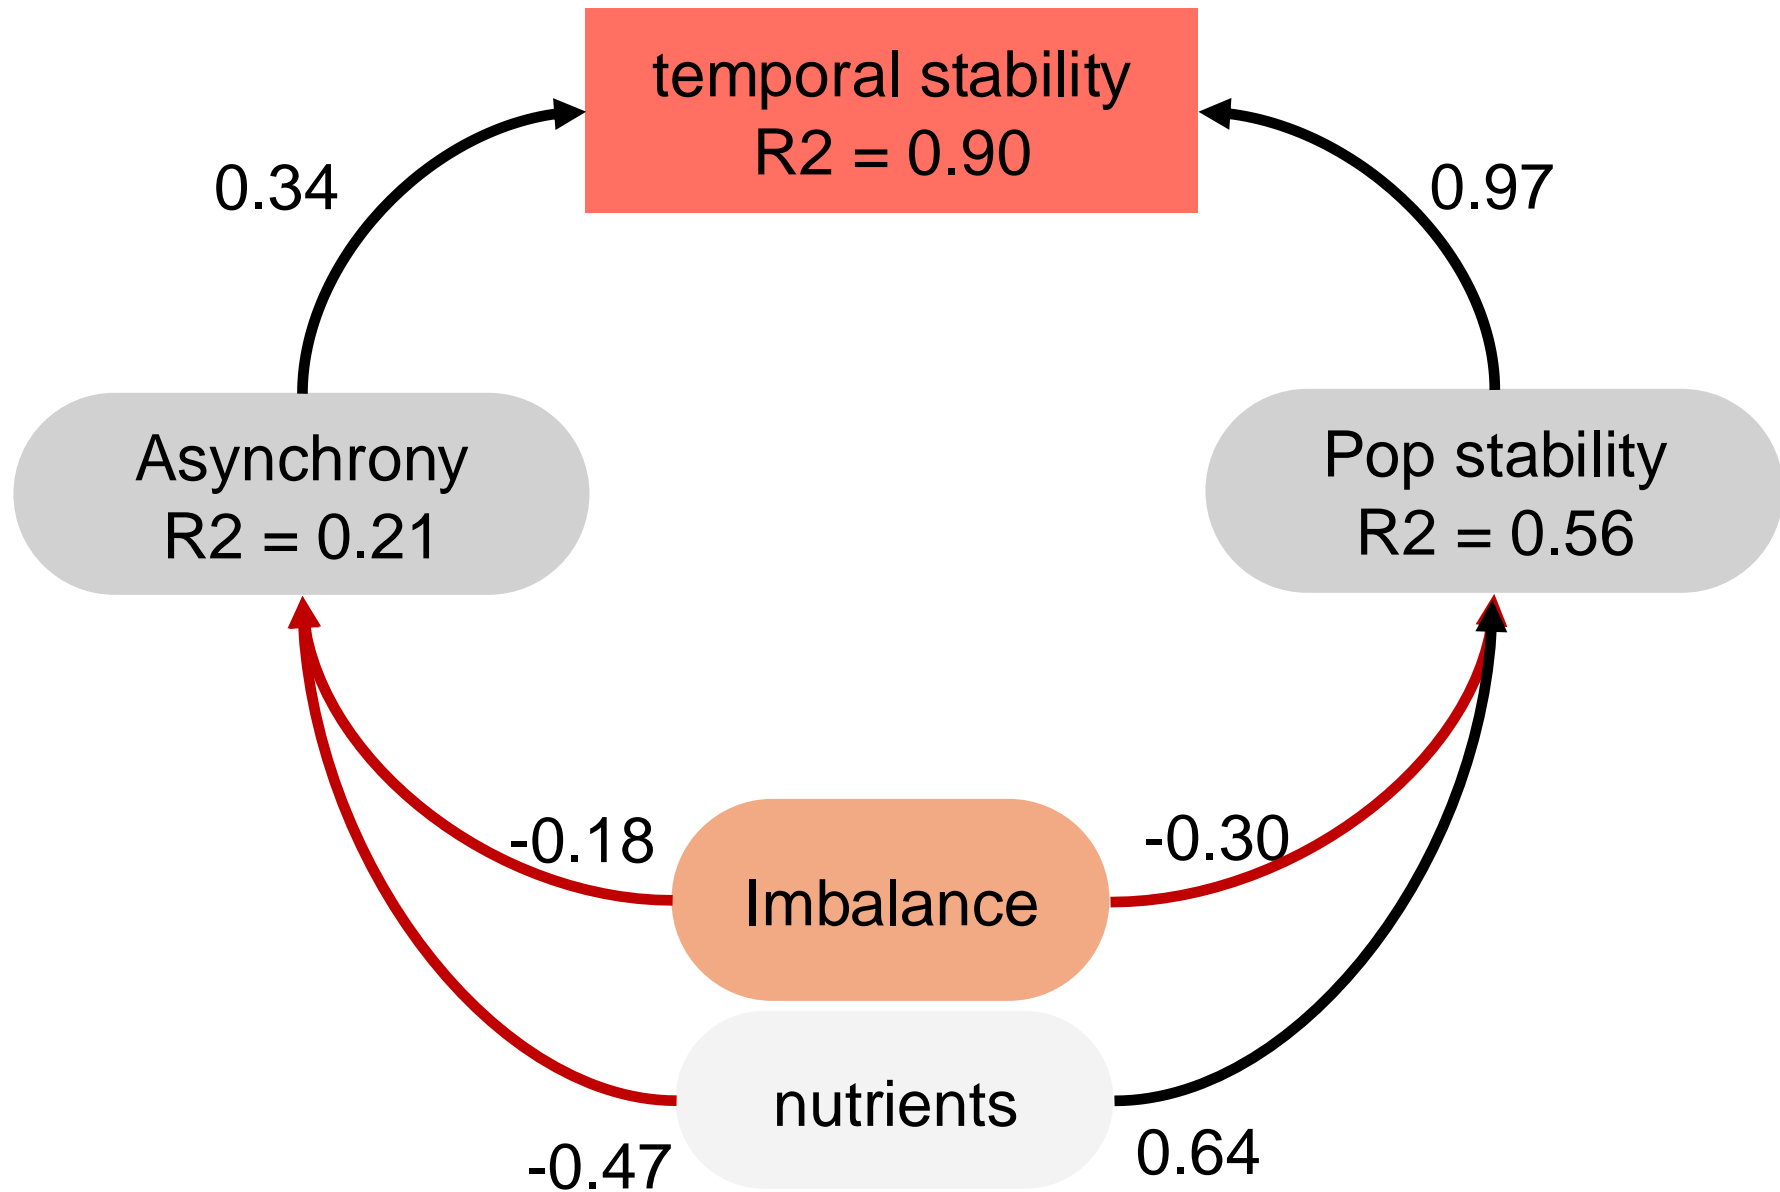 temporal stability
R2 = 0.90
0.34
0.97
Asynchrony
R2 = 0.21
Pop stability
R2 = 0.56
-0.18
-0.30
Imbalance
nutrients
-0.47
0.64